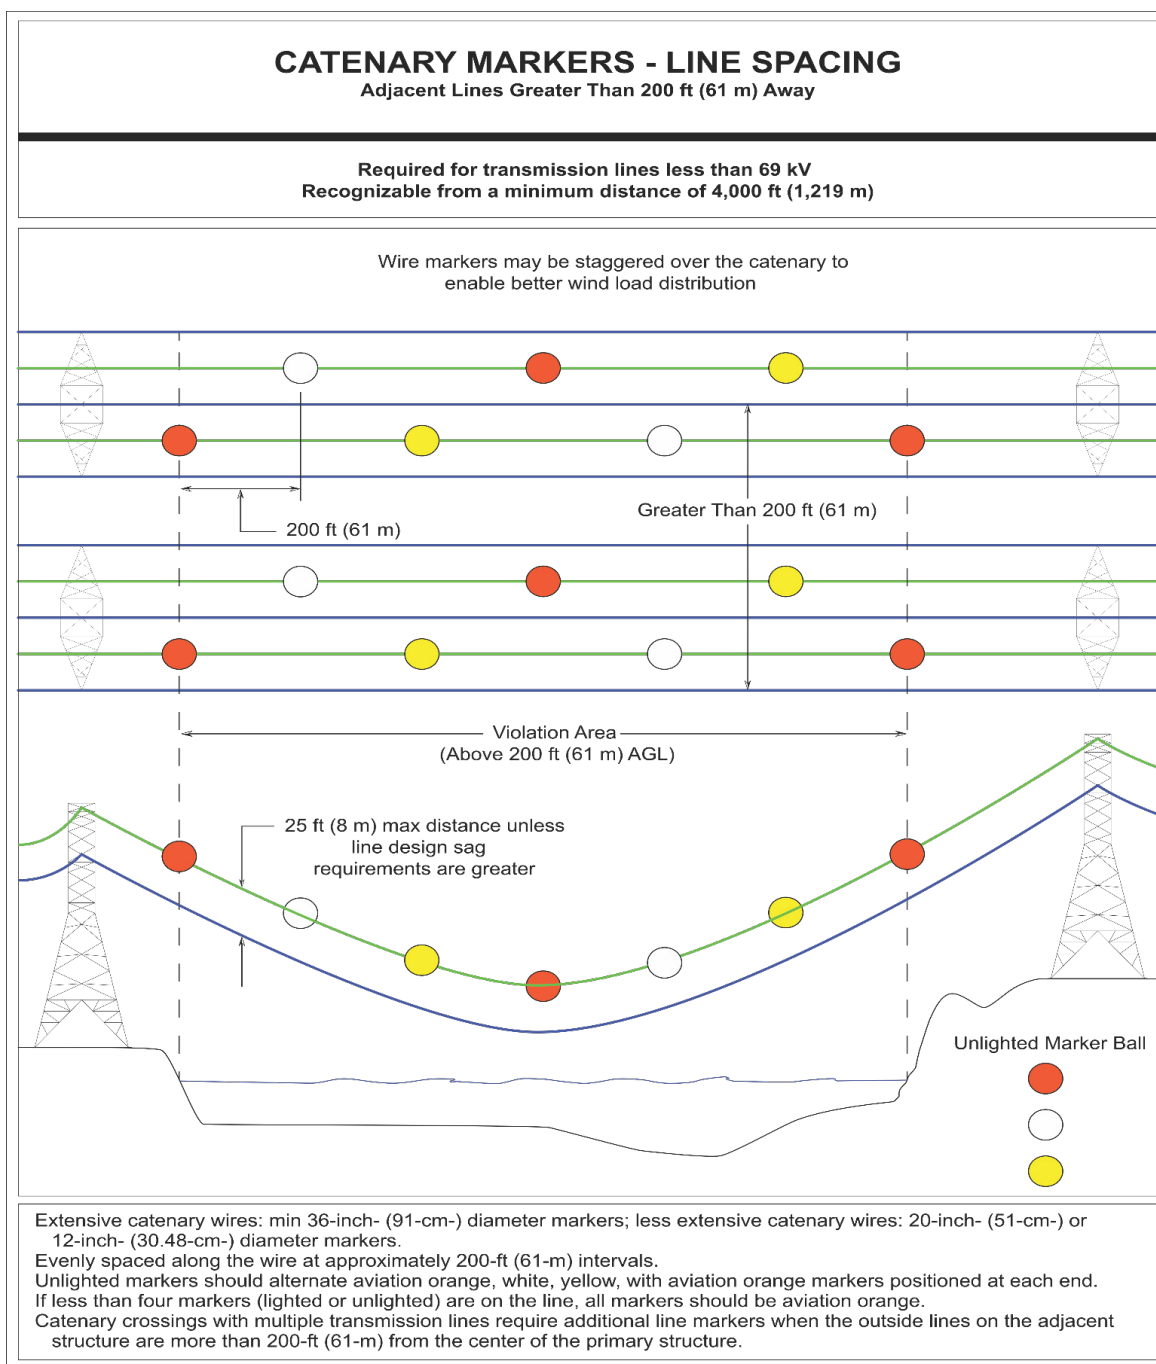 CATENARY MARKERS - LINE SPACING
Adjacent Lines Greater Than 200 ft (61 m) Away
Required for transmission lines less than 69 kV
Recognizable from a minimum distance of 4,000 ft (1,219 m)
Wire markers may be staggered over the catenary to
enable better wind load distribution
Greater Than 200 ft (61 m)
200 ft (61 m)
Violation Area
(Above 200 ft (61 m) AGL)
25 ft (8 m) max distance unless
line design sag
requirements are greater
Unlighted Marker Ball
Extensive catenary wires: min 36-inch- (91-cm-) diameter markers; less extensive catenary wires: 20-inch- (51-cm-) or
12-inch- (30.48-cm-) diameter markers.
Evenly spaced along the wire at approximately 200-ft (61-m) intervals.
Unlighted markers should alternate aviation orange, white, yellow, with aviation orange markers positioned at each end.
If less than four markers (lighted or unlighted) are on the line, all markers should be aviation orange.
Catenary crossings with multiple transmission lines require additional line markers when the outside lines on the adjacent
structure are more than 200-ft (61-m) from the center of the primary structure.